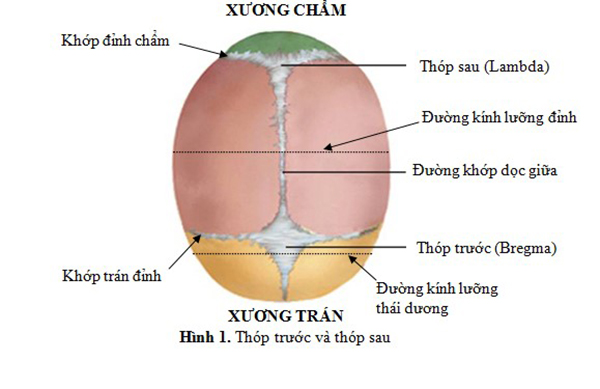 XƯƠNG CHẨM
Khớp đỉnh chẩm
Thóp sau (Lambda)
Đường kính lưỡng đỉnh
Đường khớp dọc giữa
Thóp trước (Bregma)
Khớp trán đỉnh
Đường kính lưỡng
thái dương
XƯƠNG TRÁN
Hình 1. Thóp trước và thóp sau